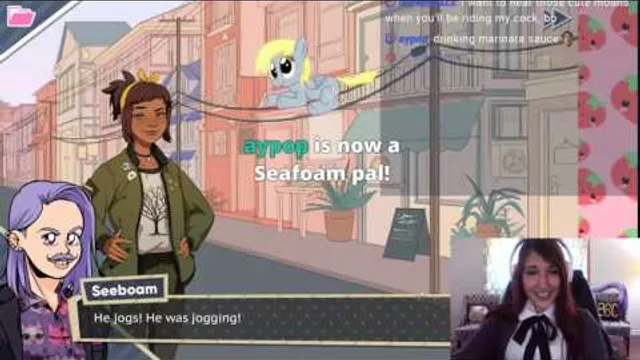 I want to hear those cute moans
when you'll be riding my cock. bb
aypop: drinking marinara sauce
aypop is now a
Seafoam pal!
Seeboam
He jogs! He was jogging!